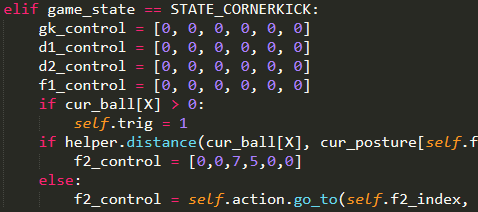 elif game_state == STATE_CORNERKICK:
gk_control = [0, 0, 0, 0, 0, 0]
d1_control = [0, 0, 0, 0, 0, 0]
d2_control = [0, 0, 0, 0, 0, 0]
f1_control = [0, 0, 0, 0, 0, 0]
if cur_ball[X] > 0:
self.trig = 1
if helper.distance(cur_ball[X], cur_posture[self.f
f2_control = [0,0,7,5,0,0]
else:
f2_control = self.action.go_to(self.f2_index,